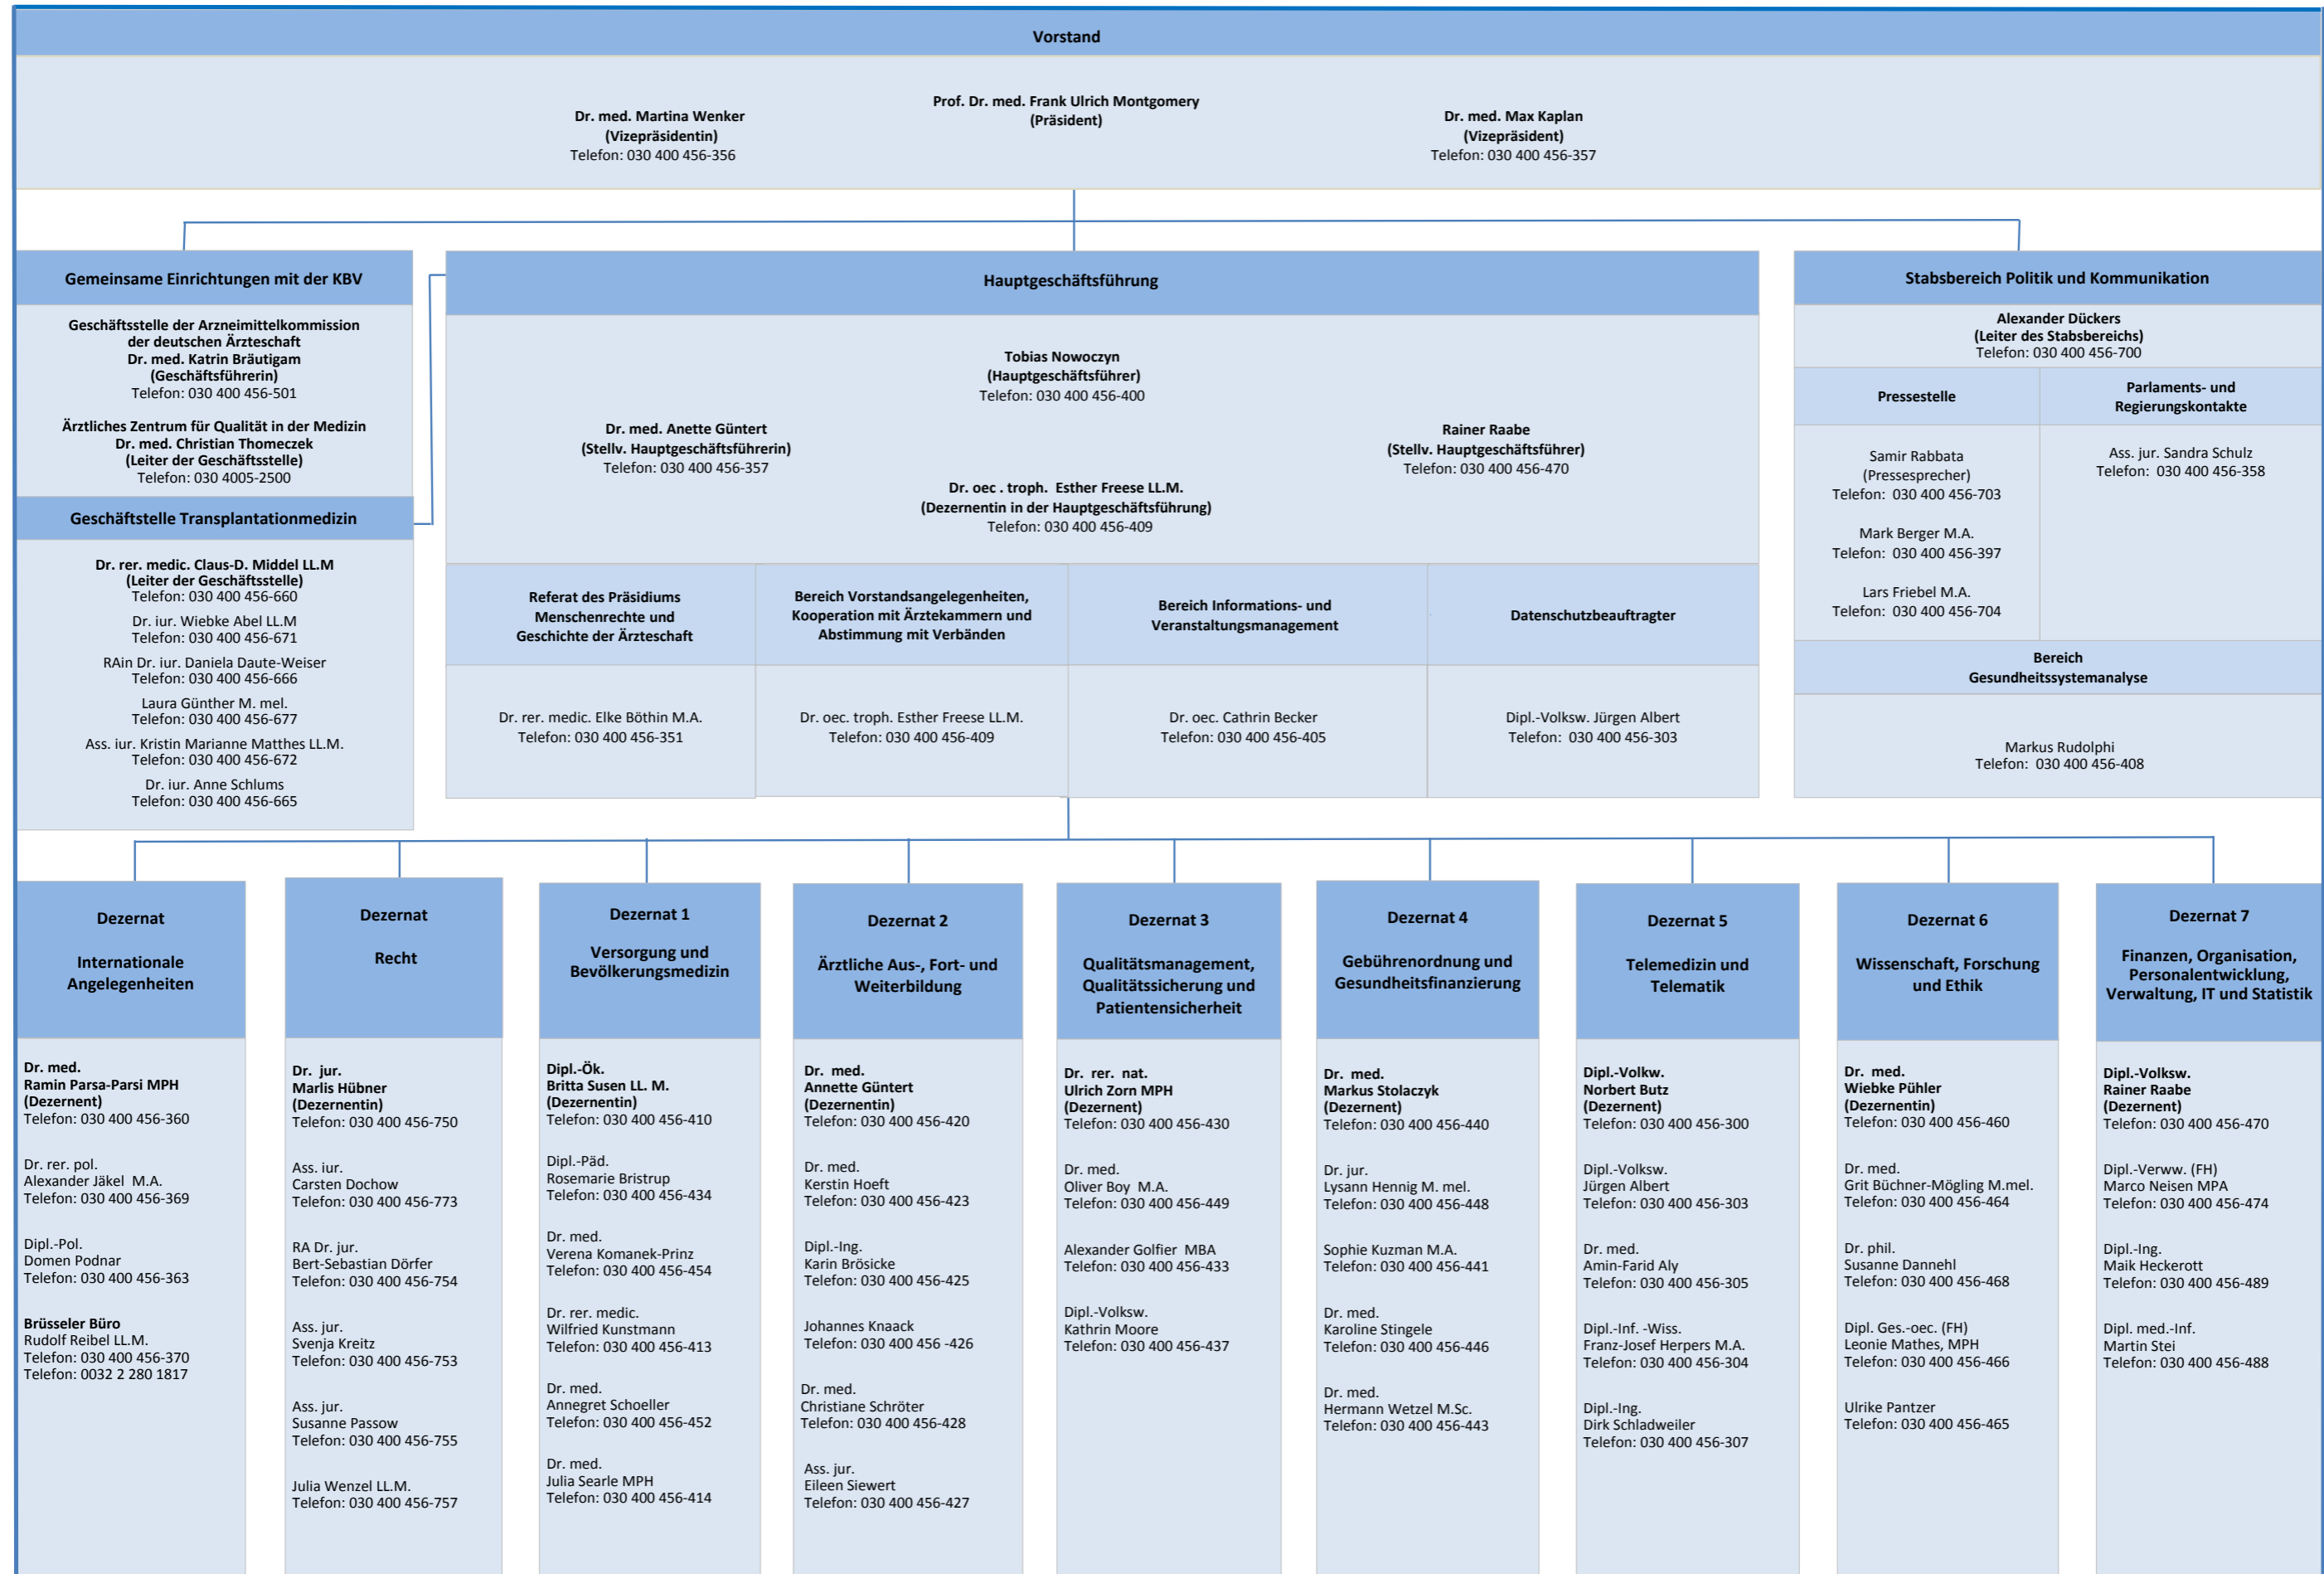 Vorstand
Prof. Dr. med. Frank Ulrich Montgomery
(Präsident)
Dr. med. Martina Wenker
(Vizepräsidentin)
Telefon: 030 400 456-356
Dr. med. Max Kaplan
(Vizepräsident)
Telefon: 030 400 456-357
Gemeinsame Einrichtungen mit der KBV
Geschäftsstelle der Arzneimittelkommission
der deutschen Ärzteschaft
Dr. med. Katrin Bräutigam
(Geschäftsführerin)
Telefon: 030 400 456-501
Ärztliches Zentrum für Qualität in der Medizin
Dr. med. Christian Thomeczek
(Leiter der Geschäftsstelle)
Telefon: 030 4005-2500
Geschäftstelle Transplantationmedizin
Dr. rer. medic. Claus-D. Middel LL.M
(Leiter der Geschäftsstelle)
Telefon: 030 400 456-660
Dr. iur. Wiebke Abel LL.M
Telefon: 030 400 456-671
RAin Dr. iur. Daniela Daute-Weiser
Telefon: 030 400 456-666
Laura Günther M. mel.
Telefon: 030 400 456-677
Ass. iur. Kristin Marianne Matthes LL.M.
Telefon: 030 400 456-672
Dr. iur. Anne Schlums
Telefon: 030 400 456-665
Hauptgeschäftsführung
Tobias Nowoczyn
(Hauptgeschäftsführer)
Telefon: 030 400 456-400
Dr. med. Anette Güntert
(Stellv. Hauptgeschäftsführerin)
Telefon: 030 400 456-357
Rainer Raabe
(Stellv. Hauptgeschäftsführer)
Telefon: 030 400 456-470
Dr. oec . troph. Esther Freese LL.M.
(Dezernentin in der Hauptgeschäftsführung)
Telefon: 030 400 456-409
Referat des Präsidiums
Menschenrechte und
Geschichte der Ärzteschaft
Dr. rer. medic. Elke Böthin M.A.
Telefon: 030 400 456-351
Bereich Vorstandsangelegenheiten,
Kooperation mit Ärztekammern und
Abstimmung mit Verbänden
Dr. oec. troph. Esther Freese LL.M.
Telefon: 030 400 456-409
Bereich Informations- und
Veranstaltungsmanagement
Dr. oec. Cathrin Becker
Telefon: 030 400 456-405
Datenschutzbeauftragter
Dipl.-Volksw. Jürgen Albert
Telefon: 030 400 456-303
Stabsbereich Politik und Kommunikation
Alexander Dückers
(Leiter des Stabsbereichs)
Telefon: 030 400 456-700
Pressestelle
Samir Rabbata
(Pressesprecher)
Telefon: 030 400 456-703
Mark Berger M.A.
Telefon: 030 400 456-397
Lars Friebel M.A.
Telefon: 030 400 456-704
Parlaments- und
Regierungskontakte
Ass. jur. Sandra Schulz
Telefon: 030 400 456-358
Bereich
Gesundheitssystemanalyse
Markus Rudolphi
Telefon: 030 400 456-408
Dezernat
Internationale
Angelegenheiten
Dr. med.
Ramin Parsa-Parsi MPH
(Dezernent)
Telefon: 030 400 456-360
Dr. rer. pol.
Alexander Jäkel M.A.
Telefon: 030 400 456-369
Dipl.-Pol.
Domen Podnar
Telefon: 030 400 456-363
Brüsseler Büro
Rudolf Reibel LL.M.
Telefon: 030 400 456-370
Telefon: 0032 2 280 1817
Dezernat
Recht
Dr. jur.
Marlis Hübner
(Dezernentin)
Telefon: 030 400 456-750
Ass. iur.
Carsten Dochow
Telefon: 030 400 456-773
RA Dr. jur.
Bert-Sebastian Dörfer
Telefon: 030 400 456-754
Ass. jur.
Svenja Kreitz
Telefon: 030 400 456-753
Ass. jur.
Susanne Passow
Telefon: 030 400 456-755
Julia Wenzel LL.M.
Telefon: 030 400 456-757
Dezernat 1
Versorgung und
Bevölkerungsmedizin
Dipl.-Ök.
Britta Susen LL. M.
(Dezernentin)
Telefon: 030 400 456-410
Dipl.-Päd.
Rosemarie Bristrup
Telefon: 030 400 456-434
Dr. med.
Verena Komanek-Prinz
Telefon: 030 400 456-454
Dr. rer. medic.
Wilfried Kunstmann
Telefon: 030 400 456-413
Dr. med.
Annegret Schoeller
Telefon: 030 400 456-452
Dr. med.
Julia Searle MPH
Telefon: 030 400 456-414
Dezernat 2
Ärztliche Aus-, Fort- und
Weiterbildung
Dr. med.
Annette Güntert
(Dezernentin)
Telefon: 030 400 456-420
Dr. med.
Kerstin Hoeft
Telefon: 030 400 456-423
Dipl.-Ing.
Karin Brösicke
Telefon: 030 400 456-425
Johannes Knaack
Telefon: 030 400 456 -426
Dr. med.
Christiane Schröter
Telefon: 030 400 456-428
Ass. jur.
Eileen Siewert
Telefon: 030 400 456-427
Dezernat 3
Qualitätsmanagement,
Qualitätssicherung und
Patientensicherheit
Dr. rer. nat.
Ulrich Zorn MPH
(Dezernent)
Telefon: 030 400 456-430
Dr. med.
Oliver Boy M.A.
Telefon: 030 400 456-449
Alexander Golfier MBA
Telefon: 030 400 456-433
Dipl.-Volksw.
Kathrin Moore
Telefon: 030 400 456-437
Dezernat 4
Gebührenordnung und
Gesundheitsfinanzierung
Dr. med.
Markus Stolaczyk
(Dezernent)
Telefon: 030 400 456-440
Dr. jur.
Lysann Hennig M. mel.
Telefon: 030 400 456-448
Sophie Kuzman M.A.
Telefon: 030 400 456-441
Dr. med.
Karoline Stingele
Telefon: 030 400 456-446
Dr. med.
Hermann Wetzel M.Sc.
Telefon: 030 400 456-443
Dezernat 5
Telemedizin und
Telematik
Dipl.-Volkw.
Norbert Butz
(Dezernent)
Telefon: 030 400 456-300
Dipl.-Volksw.
Jürgen Albert
Telefon: 030 400 456-303
Dr. med.
Amin-Farid Aly
Telefon: 030 400 456-305
Dipl.-Inf. -Wiss.
Franz-Josef Herpers M.A.
Telefon: 030 400 456-304
Dipl.-Ing.
Dirk Schladweiler
Telefon: 030 400 456-307
Dezernat 6
Wissenschaft, Forschung
und Ethik
Dr. med.
Wiebke Pühler
(Dezernentin)
Telefon: 030 400 456-460
Dr. med.
Grit Büchner-Mögling M.mel.
Telefon: 030 400 456-464
Dr. phil.
Susanne Dannehl
Telefon: 030 400 456-468
Dipl. Ges.-oec. (FH)
Leonie Mathes, MPH
Telefon: 030 400 456-466
Ulrike Pantzer
Telefon: 030 400 456-465
Dezernat 7
Finanzen, Organisation,
Personalentwicklung,
Verwaltung, IT und Statistik
Dipl.-Volksw.
Rainer Raabe
(Dezernent)
Telefon: 030 400 456-470
Dipl.-Verww. (FH)
Marco Neisen MPA
Telefon: 030 400 456-474
Dipl.-Ing.
Maik Heckerott
Telefon: 030 400 456-489
Dipl. med.-Inf.
Martin Stei
Telefon: 030 400 456-488